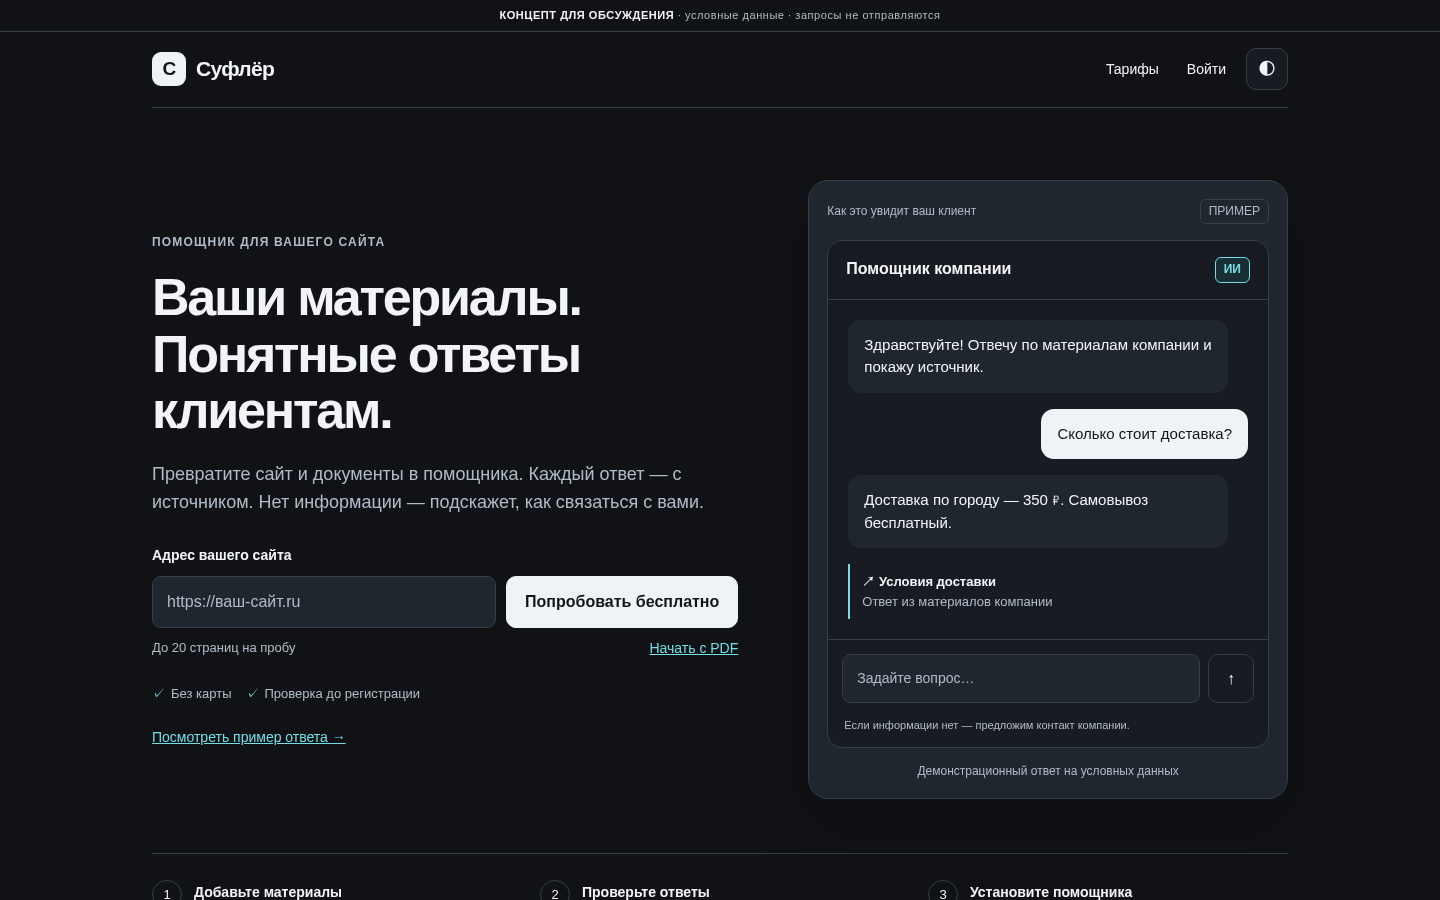 КОНЦЕПТ ДЛЯ ОБСУЖДЕНИЯ · условные данные · запросы не отправляются
С Суфлёр
Тарифы Войти
ПОМОЩНИК ДЛЯ ВАШЕГО САЙТА
Ваши материалы.
Понятные ответы
клиентам.
Превратите сайт и документы в помощника. Каждый ответ — с
источником. Нет информации — подскажет, как связаться с вами.
Адрес вашего сайта
https://ваш-сайт.ru
Попробовать бесплатно
До 20 страниц на пробу
Начать с PDF
✓ Без карты ✓ Проверка до регистрации
Посмотреть пример ответа →
Как это увидит ваш клиент
ПРИМЕР
Помощник компании
ИИ
Здравствуйте! Отвечу по материалам компании и
покажу источник.
Сколько стоит доставка?
Доставка по городу — 350 ₽. Самовывоз
бесплатный.
↗ Условия доставки
Ответ из материалов компании
Задайте вопрос…
↑
Если информации нет — предложим контакт компании.
Демонстрационный ответ на условных данных
1 Добавьте материалы
2 Проверьте ответы
3 Установите помощника